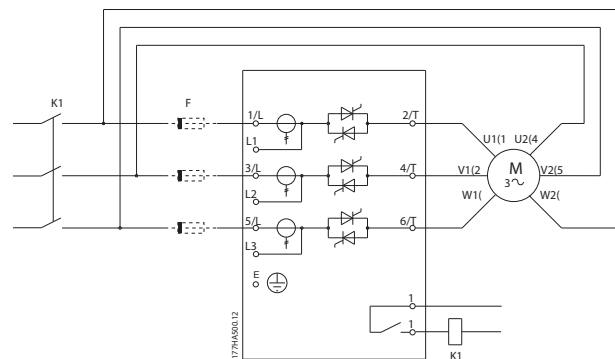 K1
F
1/L
2/T
L1
3/L
4/T
L2
5/L
6/T
L3
E
U1(1
U2(4
V1(2
M
3
V2(5
W1(
W2(
1
1
K1
177HA500.12